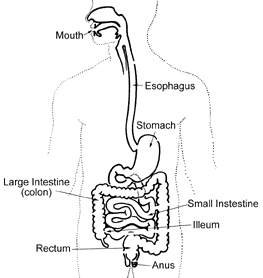 Mouth
Esophagus
Stomach
Large Intestine
(colon)
Small Instestine
Illeum
Rectum
Anus